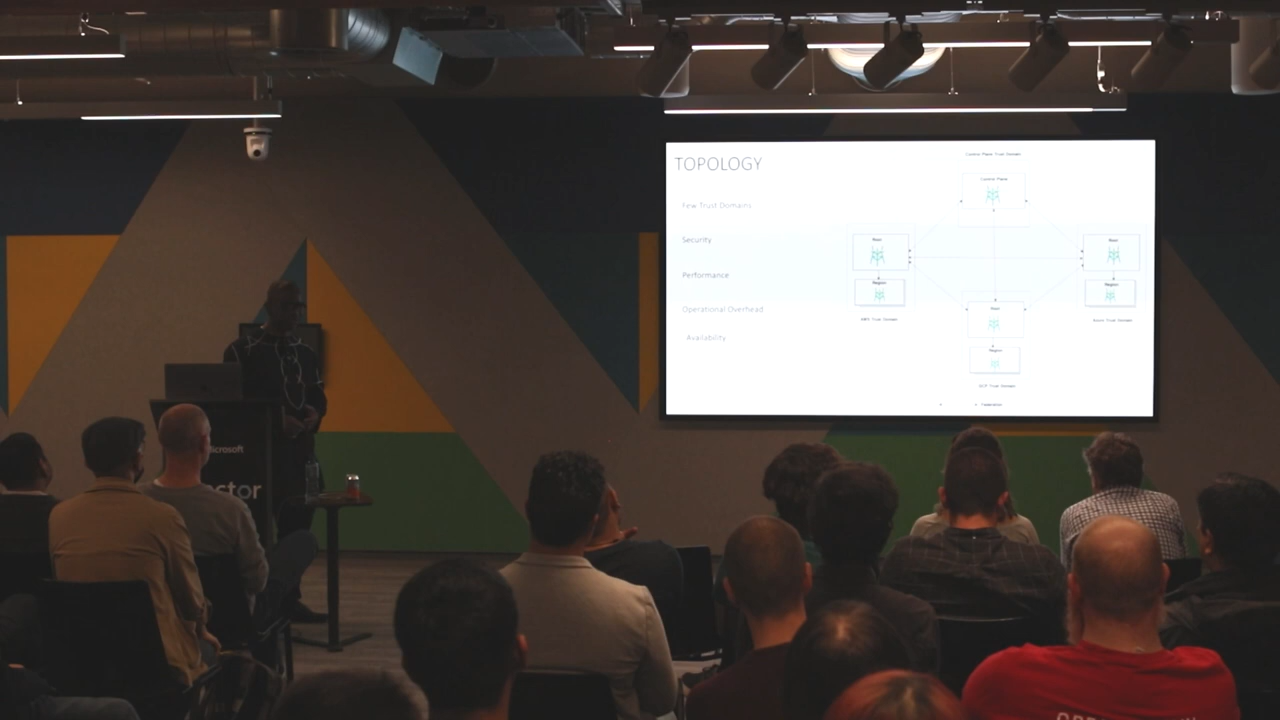 TOPOLOGY
Few Trust Domains
Security
Performance
Operational Overhead
Availability
Control Plane Trust Domain
Control Plane
Root
Region
AWS Trust Domain
Root
Region
GCP Trust Domain
Root
Region
Azure Trust Domain
Federation
Microsoft
ctor